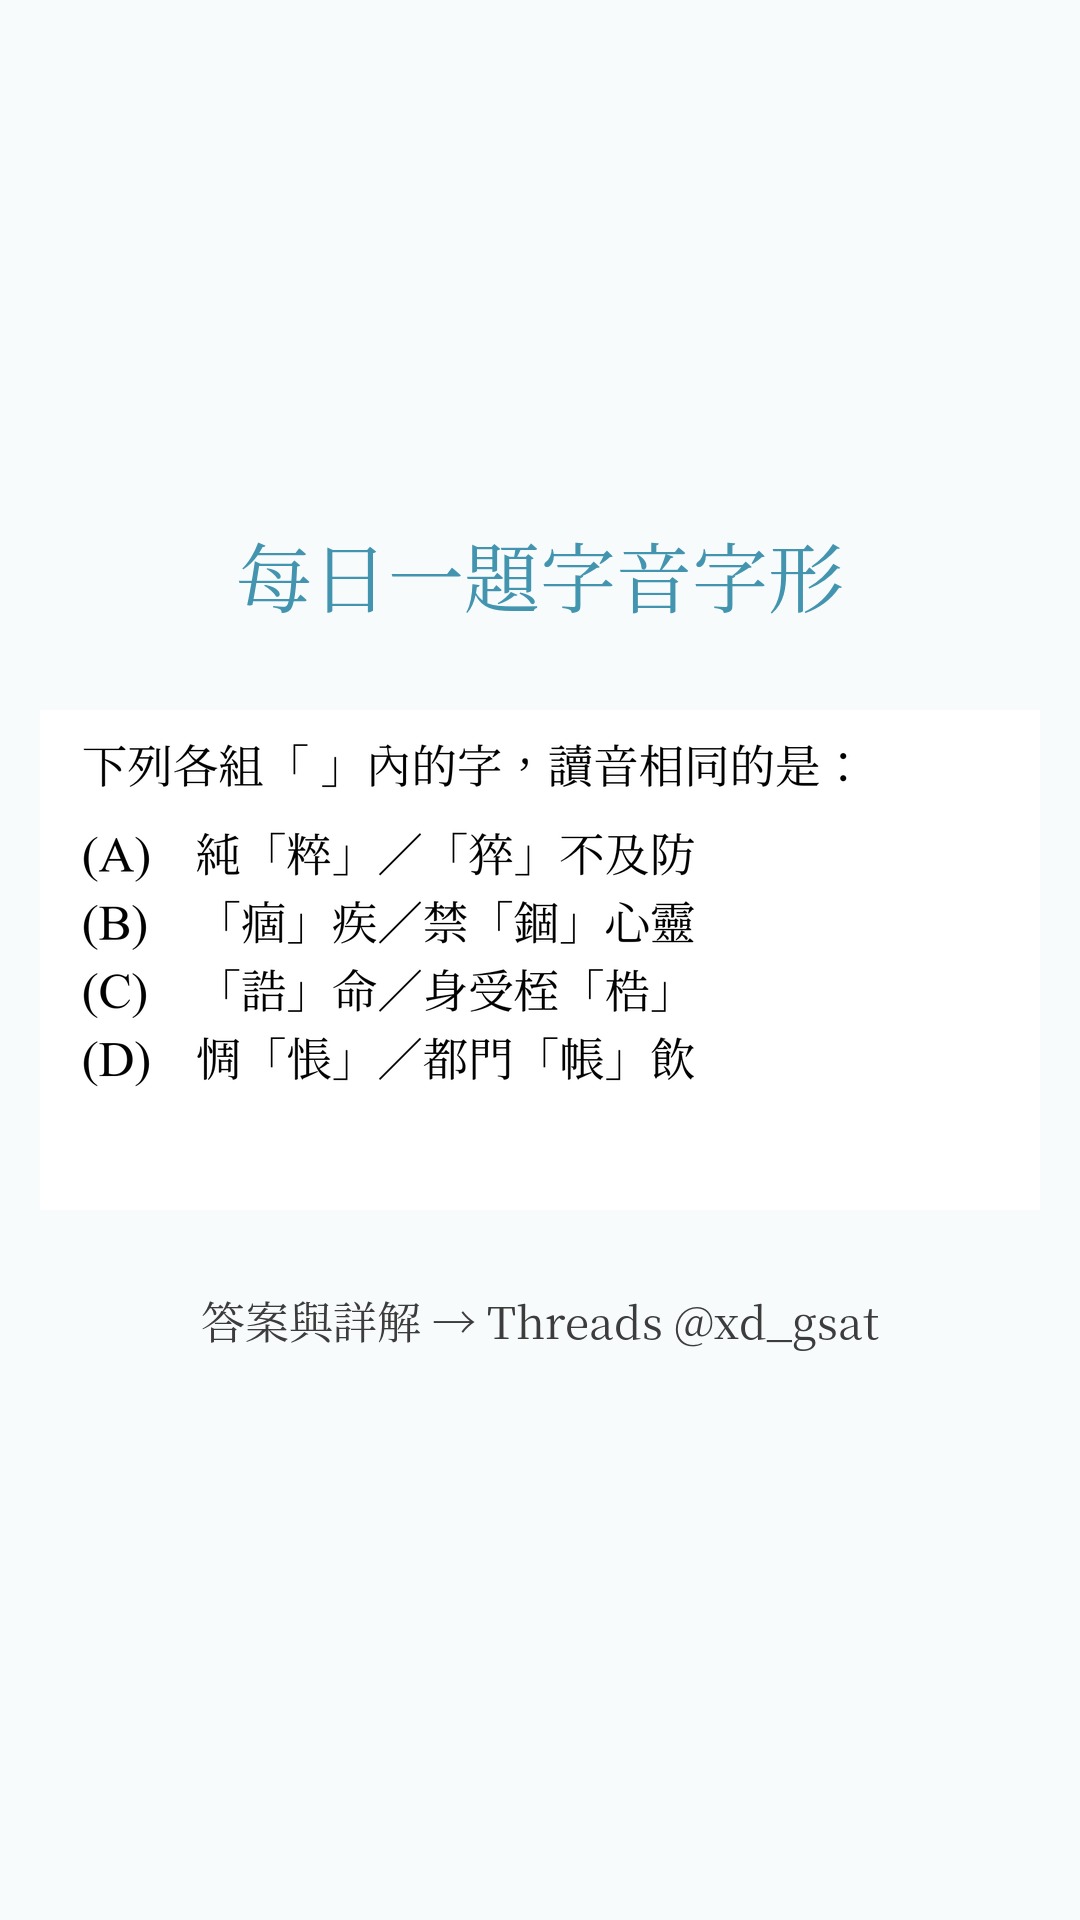 每日一題字音字形
下列各組「 」內的字，讀音相同的是：
(A) 純「粹」／「猝」不及防
(B) 「痼」疾／禁「錮」心靈
(C) 「誥」命／身受桎「梏」
(D) 惆「悵」／都門「帳」飲
答案與詳解 → Threads @xd_gsat